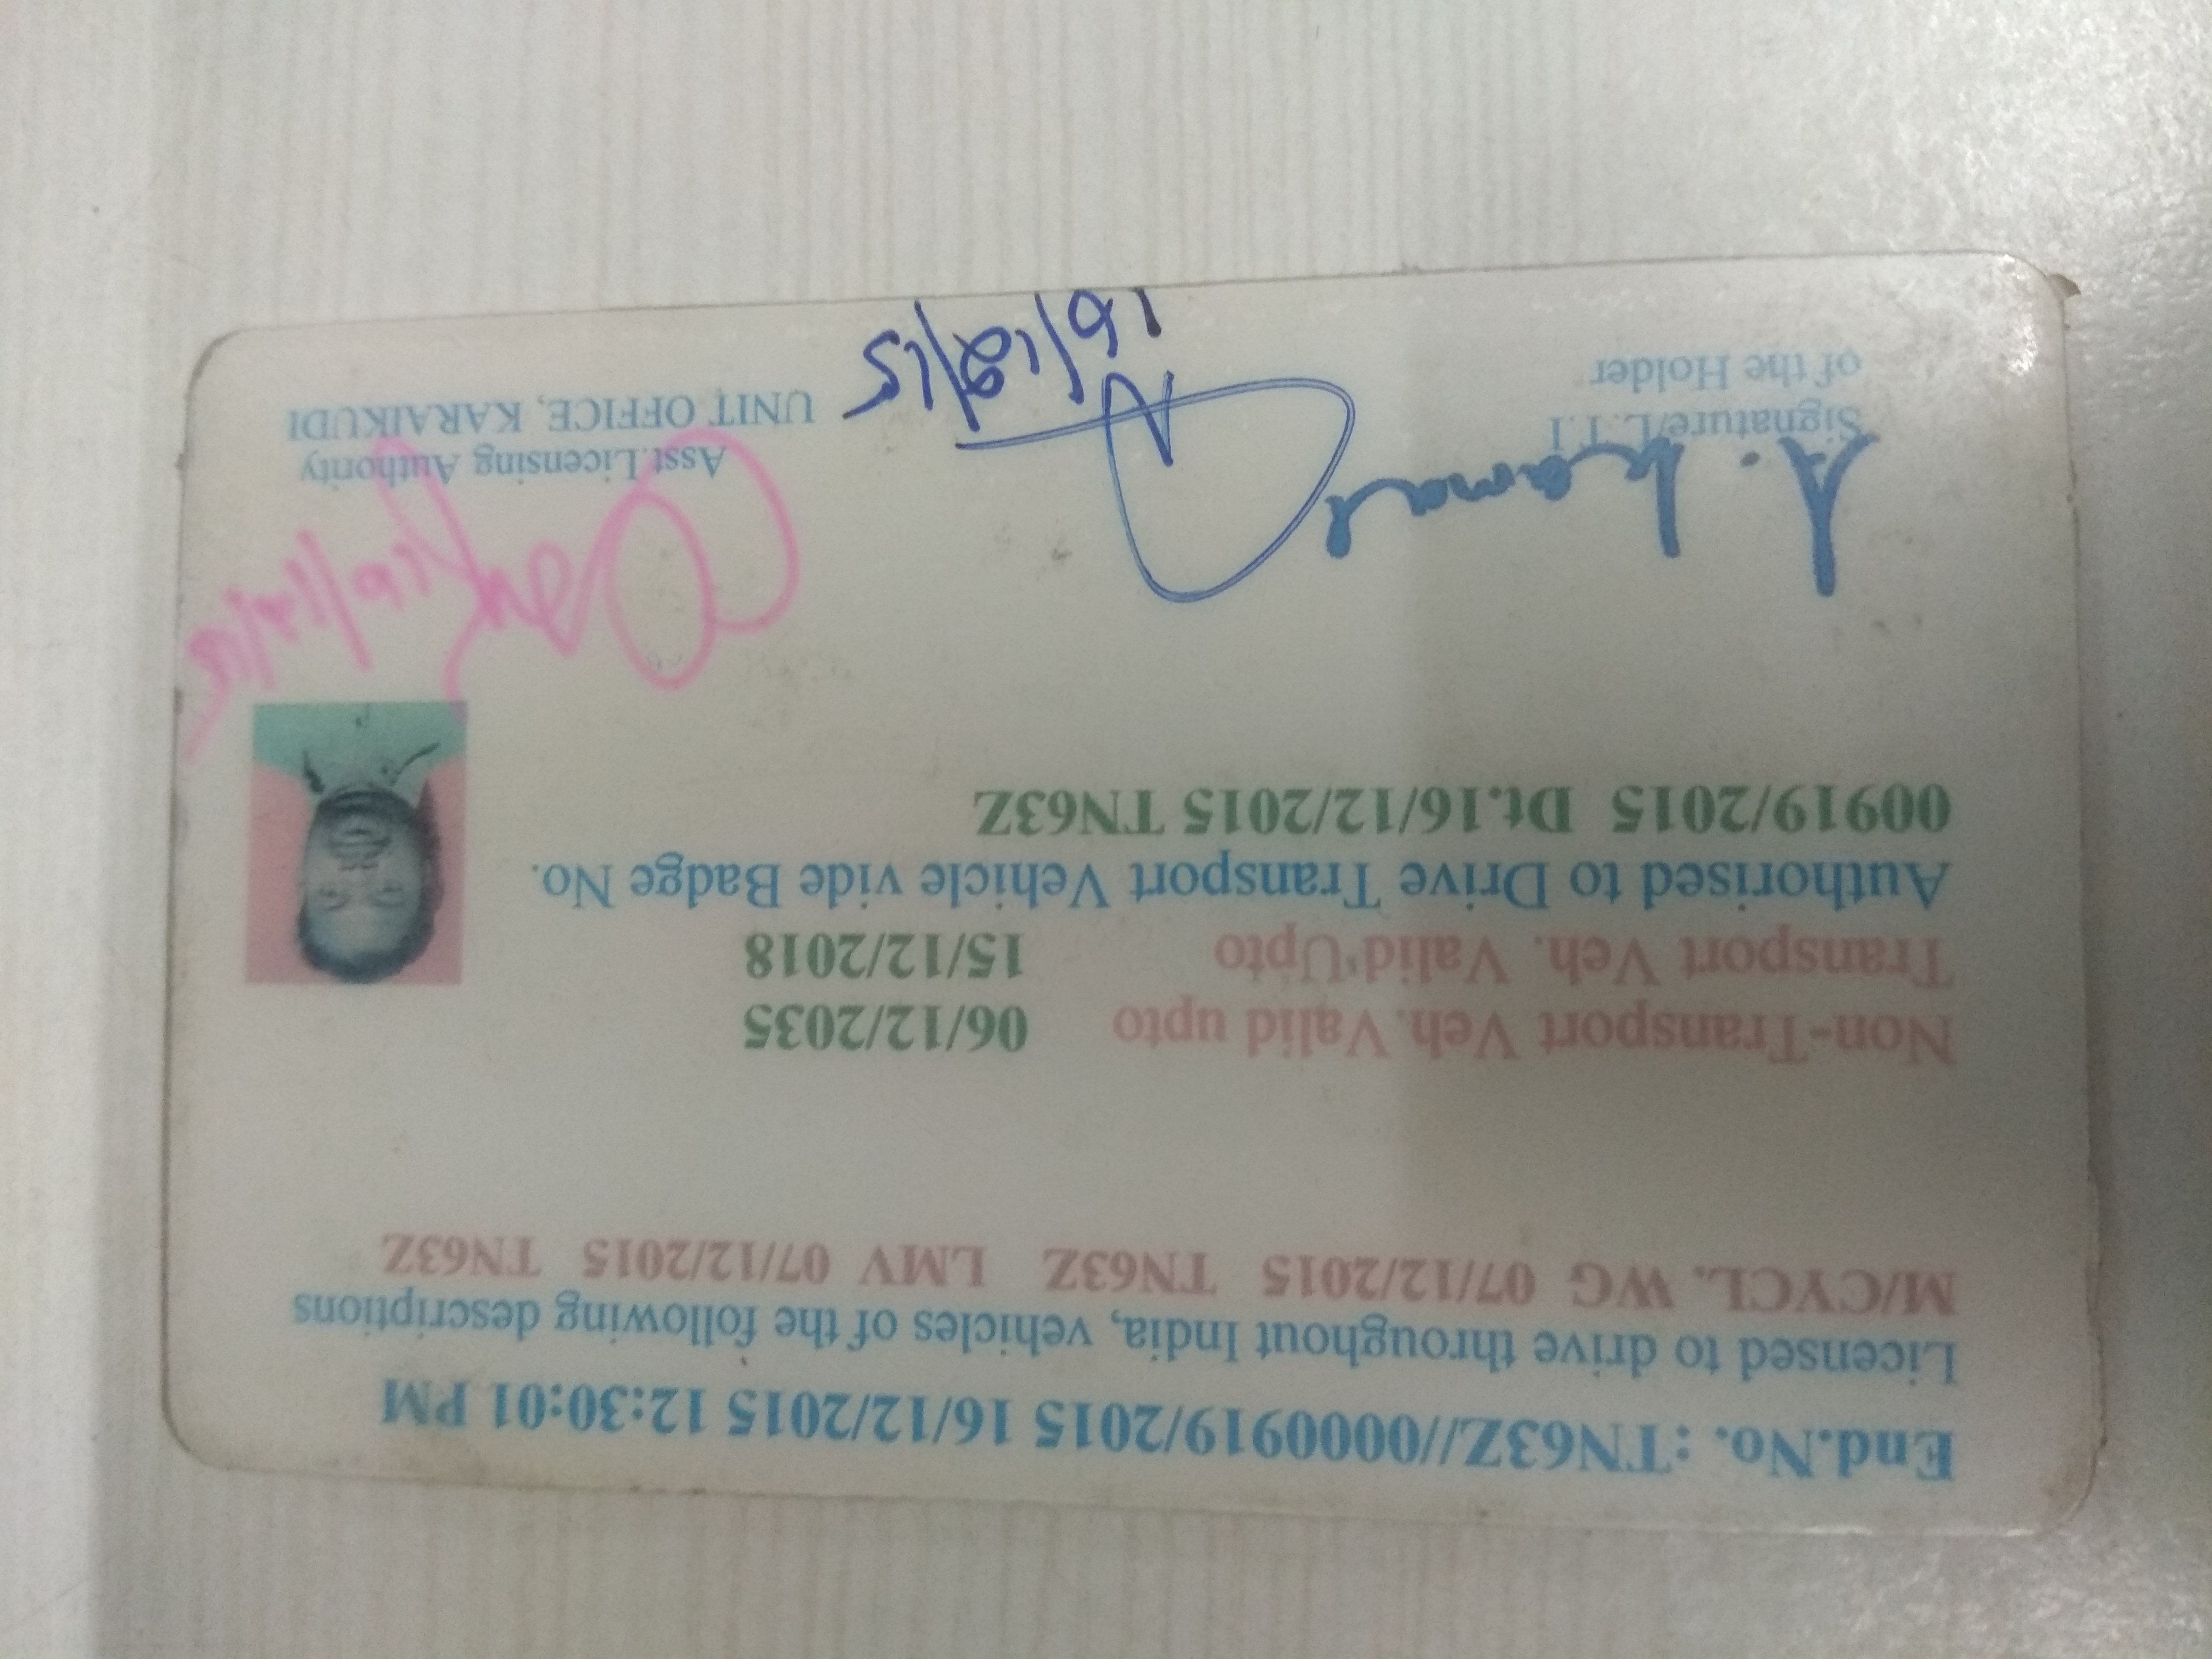 End.No. :TN63Z//0000919/2015 16/12/2015 12:30:01 PM
Licensed to drive throughout India, vehicles of the following descriptions
M/CYCL. WG 07/12/2015 TN63Z LMV 07/12/2015 TN63Z
Non-Transport Veh.Valid upto 06/12/2035
Transport Veh. Valid Upto 15/12/2018
Authorised to Drive Transport Vehicle vide Badge No.
00919/2015 Dt.16/12/2015 TN63Z
Signature/L.T.I
of the Holder
16/12/15
Asst.Licensing Authority
UNIT OFFICE, KARAIKUDI